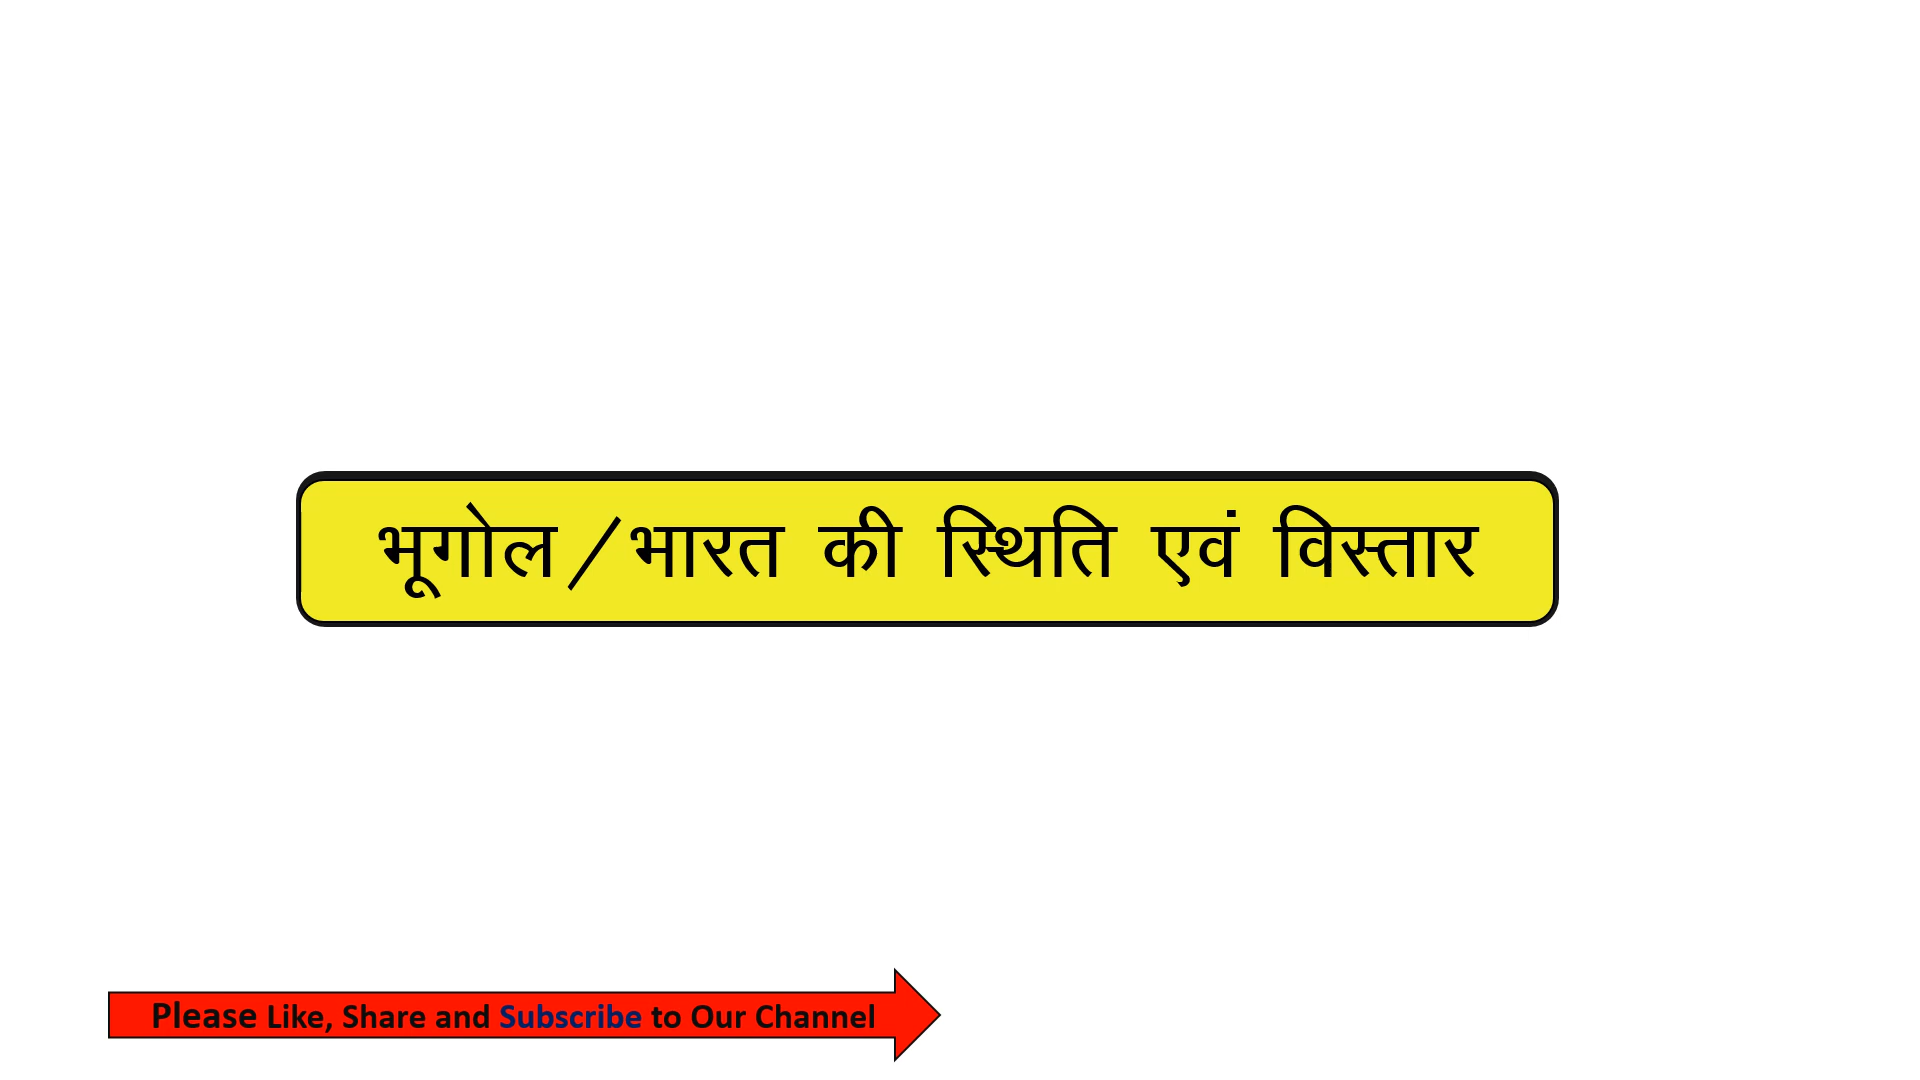 भूगोल/भारत की स्थिति एवं विस्तार
Please Like, Share and Subscribe to Our Channel